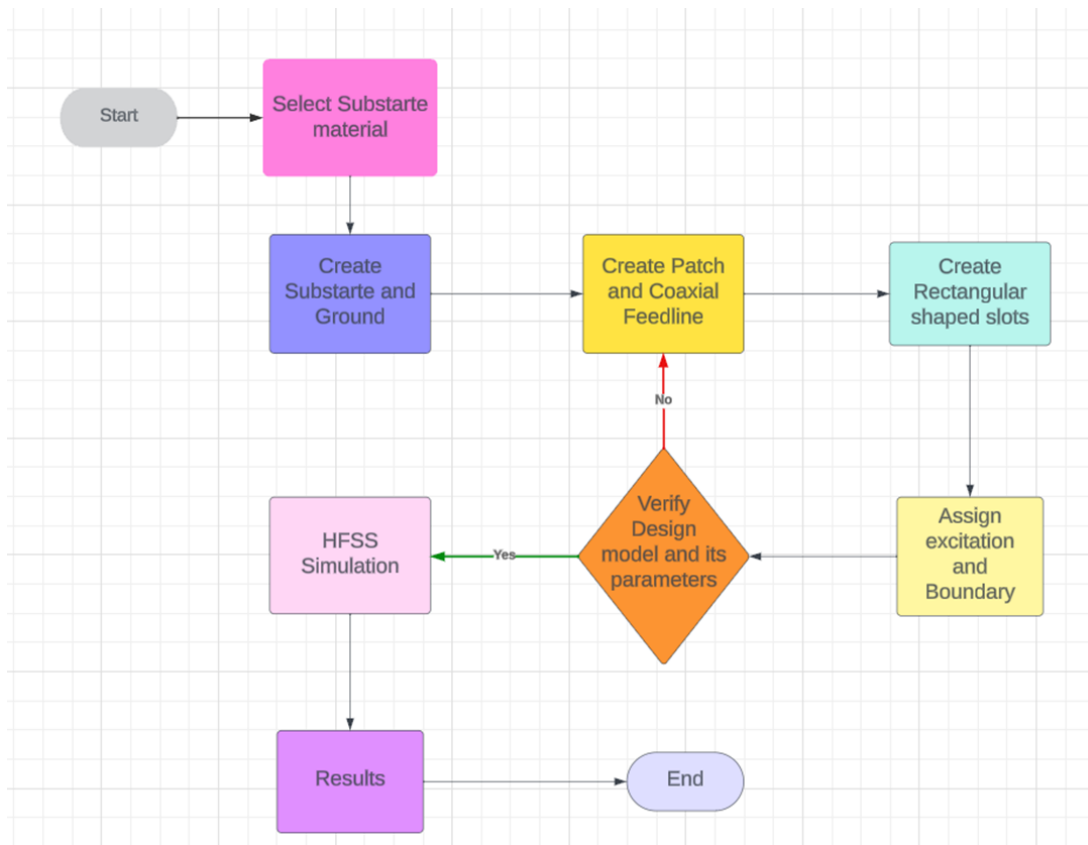 Start
Select Substarte
material
Create
Substarte and
Ground
Create Patch
and Coaxial
Feedline
Create
Rectangular
shaped slots
No
Assign
excitation
and
Boundary
Verify
Design
model and its
parameters
Yes
HFSS
Simulation
Results
End